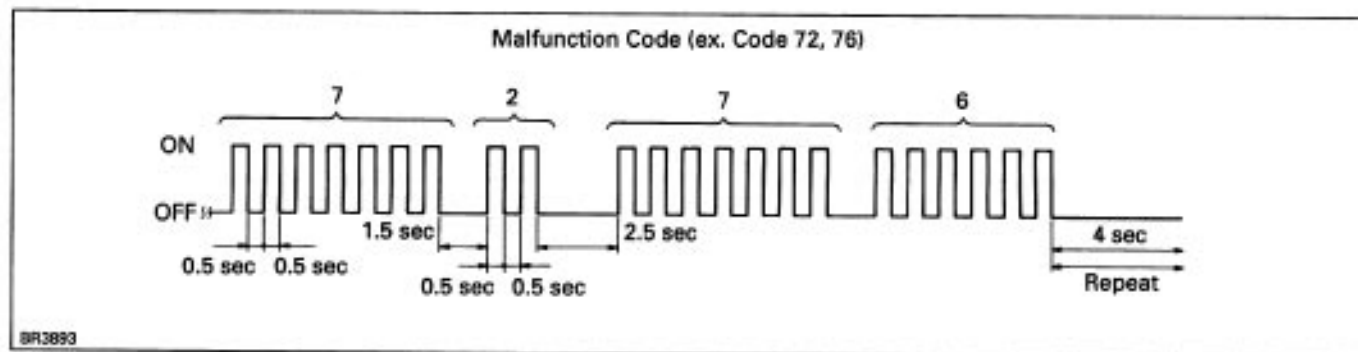 Malfunction Code (ex. Code 72, 76)
7 2 7 6
ON
OFF
1.5 sec 2.5 sec 4 sec
0.5 sec 0.5 sec
0.5 sec 0.5 sec
Repeat
BR3893